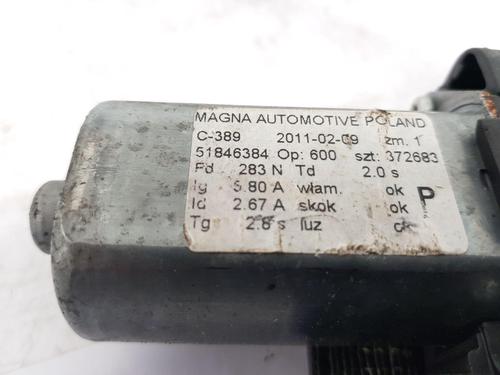 MAGNA AUTOMOTIVE POLAND
C-389 2011-02-09 zm. 1
51846384 Op: 600 szt: 372683
Fd 283 N Td 2.0 s
Ig 6.80 A włam. ok P
Id 2.67 A skok ok
Tg 2.8 s luz ok